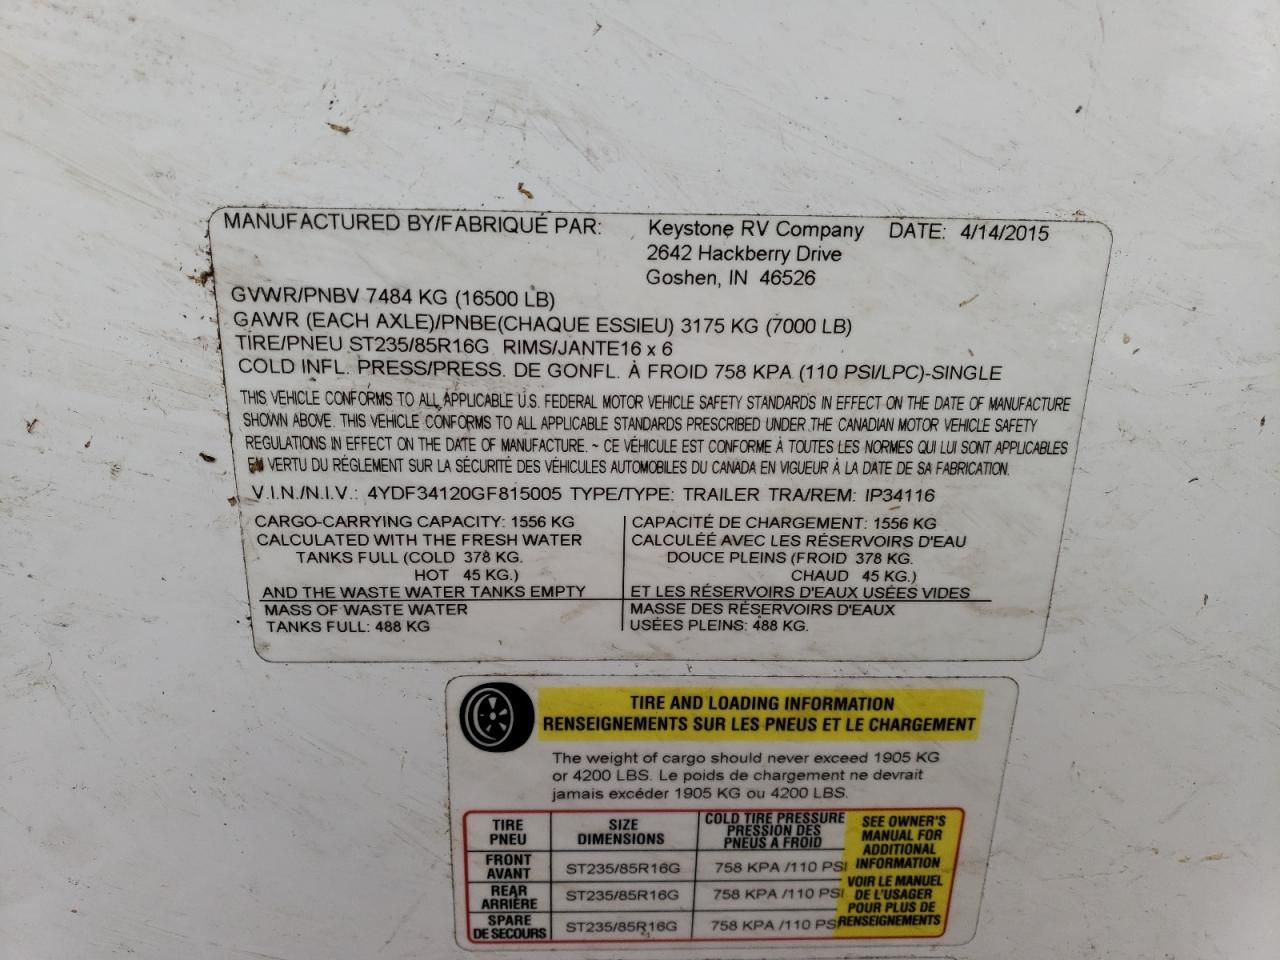 MANUFACTURED BY/FABRIQUÉ PAR: Keystone RV Company DATE: 4/14/2015
2642 Hackberry Drive
Goshen, IN 46526
GVWR/PNBV 7484 KG (16500 LB)
GAWR (EACH AXLE)/PNBE(CHAQUE ESSIEU) 3175 KG (7000 LB)
TIRE/PNEU ST235/85R16G RIMS/JANTE16 x 6
COLD INFL. PRESS/PRESS. DE GONFL. À FROID 758 KPA (110 PSI/LPC)-SINGLE
THIS VEHICLE CONFORMS TO ALL APPLICABLE U.S. FEDERAL MOTOR VEHICLE SAFETY STANDARDS IN EFFECT ON THE DATE OF MANUFACTURE
SHOWN ABOVE. THIS VEHICLE CONFORMS TO ALL APPLICABLE STANDARDS PRESCRIBED UNDER THE CANADIAN MOTOR VEHICLE SAFETY
REGULATIONS IN EFFECT ON THE DATE OF MANUFACTURE. ~ CE VÉHICULE EST CONFORME À TOUTES LES NORMES QUI LUI SONT APPLICABLES
EN VERTU DU RÉGLEMENT SUR LA SÉCURITÉ DES VÉHICULES AUTOMOBILES DU CANADA EN VIGUEUR À LA DATE DE SA FABRICATION.
V.I.N./N.I.V.: 4YDF34120GF815005 TYPE/TYPE: TRAILER TRA/REM: IP34116
CARGO-CARRYING CAPACITY: 1556 KG
CALCULATED WITH THE FRESH WATER
TANKS FULL (COLD 378 KG.
HOT 45 KG.)
AND THE WASTE WATER TANKS EMPTY
MASS OF WASTE WATER
TANKS FULL: 488 KG
CAPACITÉ DE CHARGEMENT: 1556 KG
CALCULÉE AVEC LES RÉSERVOIRS D'EAU
DOUCE PLEINS (FROID 378 KG.
CHAUD 45 KG.)
ET LES RÉSERVOIRS D'EAUX USÉES VIDES
MASSE DES RÉSERVOIRS D'EAUX
USÉES PLEINS: 488 KG.
TIRE AND LOADING INFORMATION
RENSEIGNEMENTS SUR LES PNEUS ET LE CHARGEMENT
The weight of cargo should never exceed 1905 KG
or 4200 LBS. Le poids de chargement ne devrait
jamais excéder 1905 KG ou 4200 LBS.
TIRE
PNEU
SIZE
DIMENSIONS
COLD TIRE PRESSURE
PRESSION DES
PNEUS A FROID
FRONT
AVANT
ST235/85R16G
758 KPA /110 PSI
REAR
ARRIÈRE
ST235/85R16G
758 KPA /110 PSI
SPARE
DE SECOURS
ST235/85R16G
758 KPA /110 PSI
SEE OWNER'S
MANUAL FOR
ADDITIONAL
INFORMATION
VOIR LE MANUEL
DE L'USAGER
POUR PLUS DE
RENSEIGNEMENTS